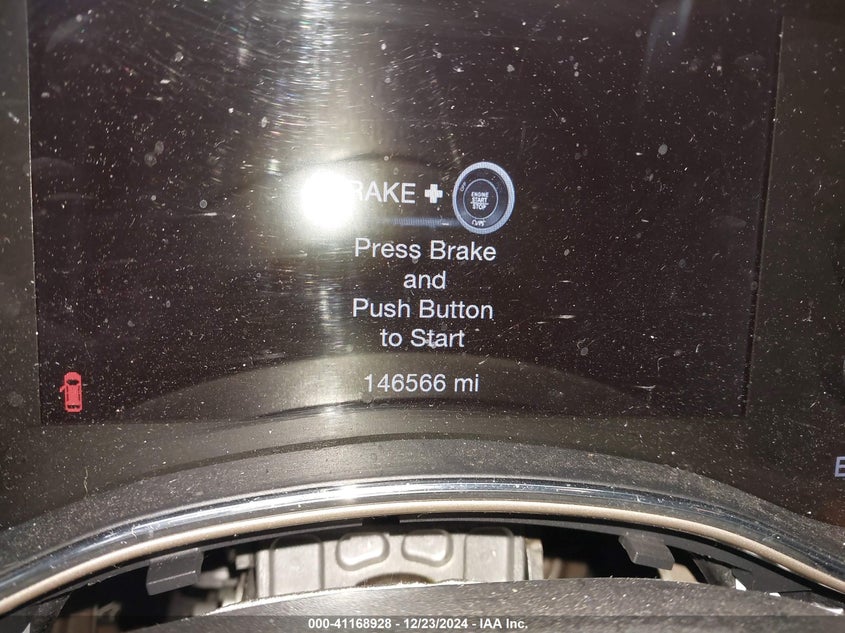 RAKE +
ENGINE
START
STOP
Press Brake
and
Push Button
to Start
146566 mi
E
000-41168928 - 12/23/2024 - IAA Inc.